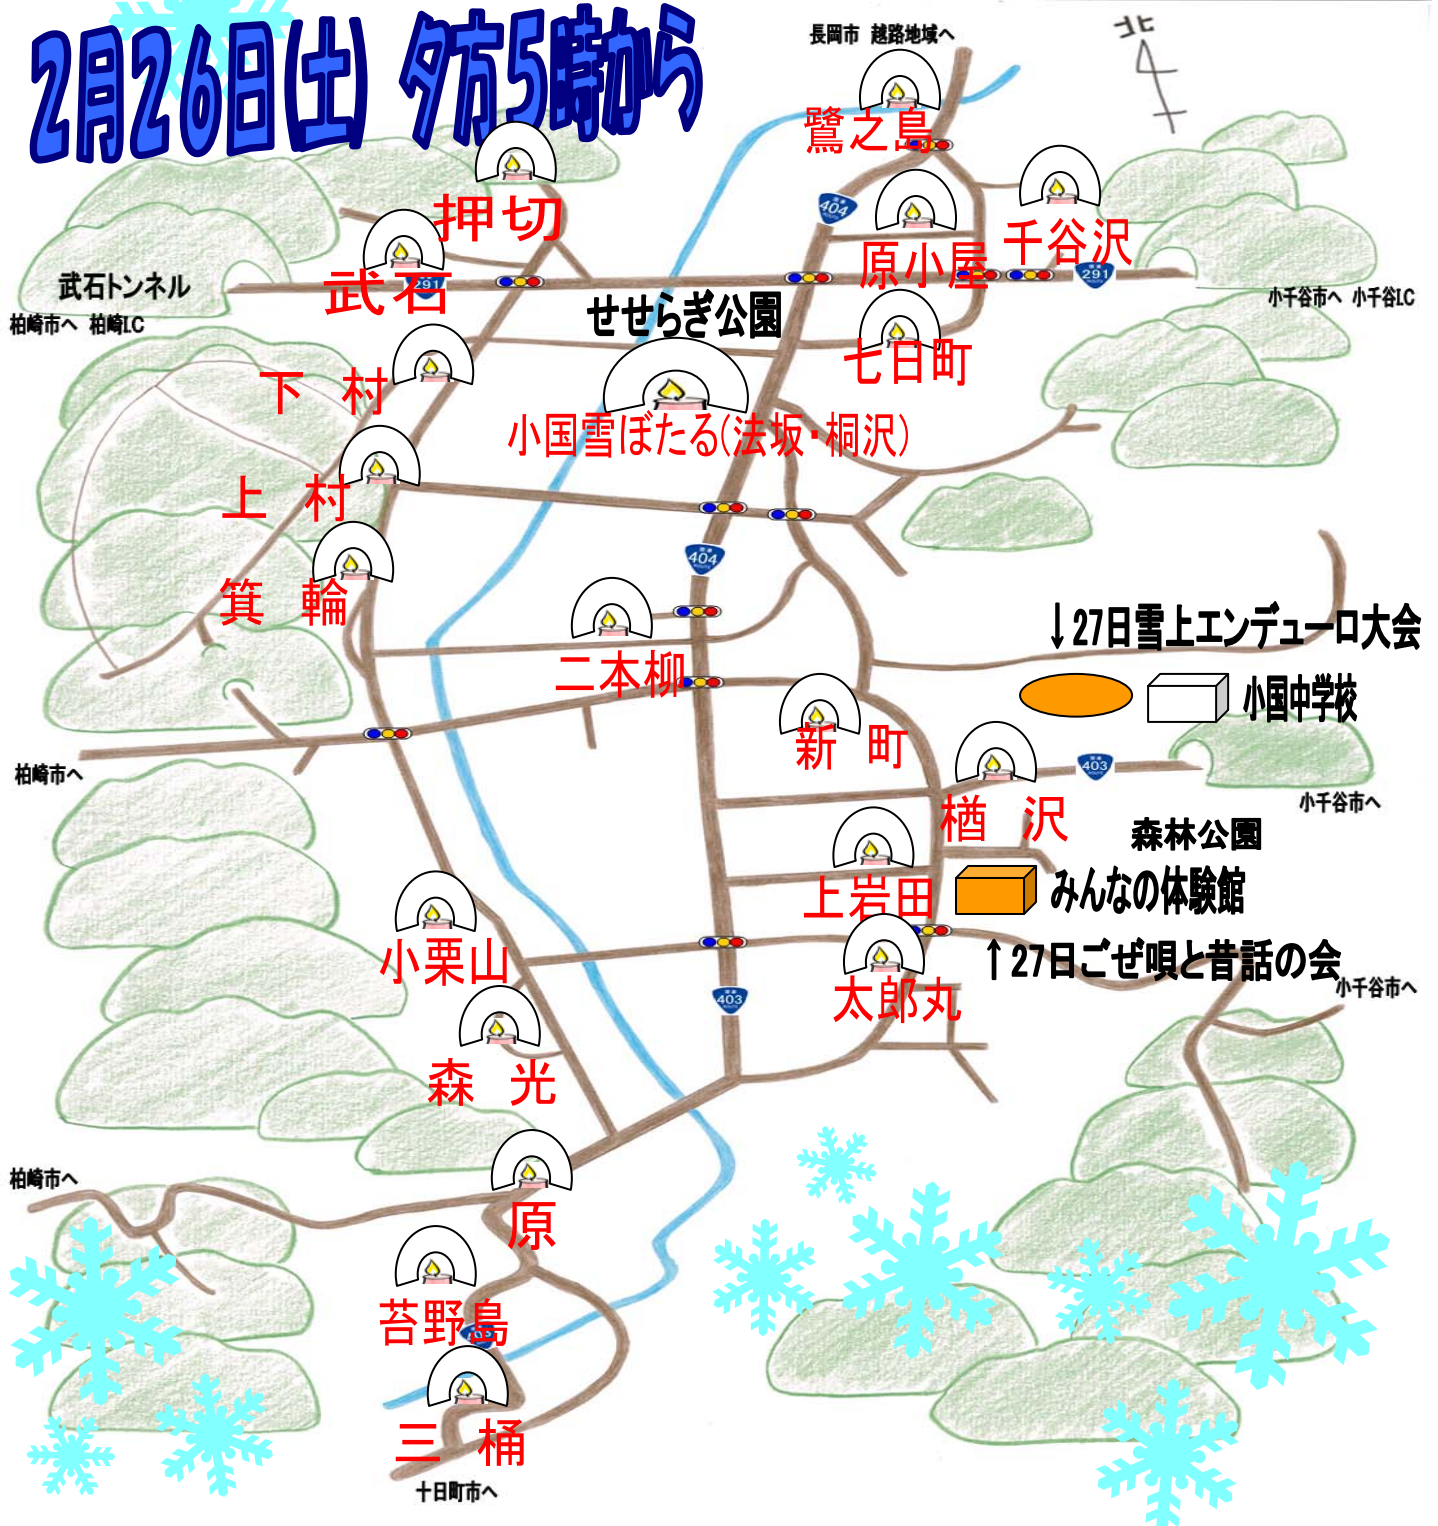 2月26日(土) 夕方5時から
長岡市 越路地域へ
北
鷺之島
404
押切
千谷沢
原小屋
武石
291
291
武石トンネル
柏崎市へ 柏崎I.C
小千谷市へ 小千谷I.C
せせらぎ公園
七日町
下 村
小国雪ぼたる(法坂・桐沢)
上 村
404
箕 輪
↓27日雪上エンデューロ大会
二本柳
小国中学校
新 町
柏崎市へ
403
小千谷市へ
楢 沢
森林公園
上岩田
みんなの体験館
小栗山
↑27日ごぜ唄と昔話の会
太郎丸
403
小千谷市へ
森 光
柏崎市へ
原
苔野島
三 桶
十日町市へ